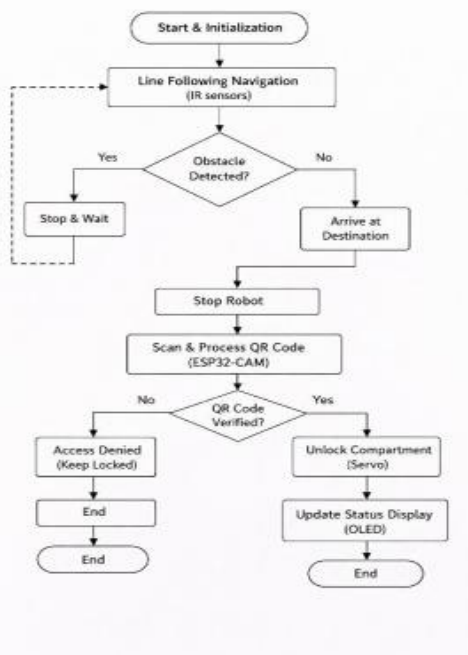 Start & Initialization
Line Following Navigation
(IR sensors)
Yes
Obstacle
Detected?
No
Stop & Wait
Arrive at
Destination
Stop Robot
Scan & Process QR Code
(ESP32-CAM)
No
QR Code
Verified?
Yes
Access Denied
(Keep Locked)
Unlock Compartment
(Servo)
End
Update Status Display
(OLED)
End
End